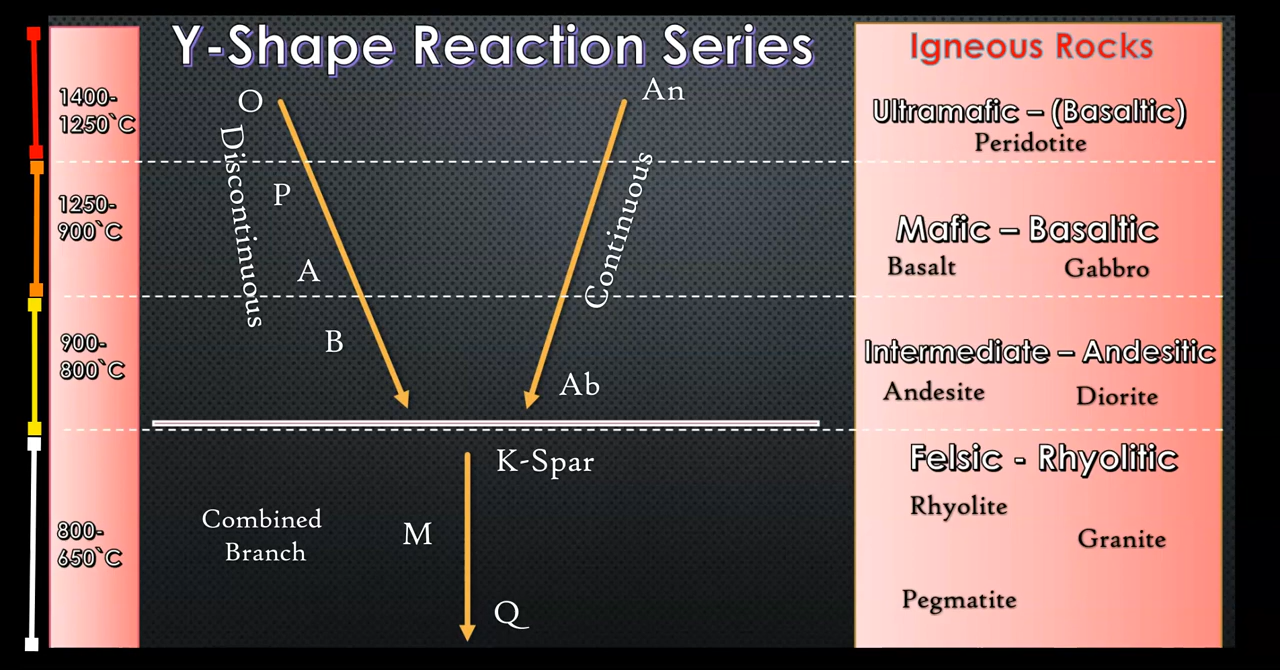 Y-Shape Reaction Series
Igneous Rocks
1400-
1250`C
O
An
Ultramafic – (Basaltic)
Peridotite
Discontinuous
Continuous
1250-
900`C
P
A
Mafic – Basaltic
Basalt
Gabbro
900-
800`C
B
Ab
Intermediate – Andesitic
Andesite
Diorite
K-Spar
Felsic - Rhyolitic
Rhyolite
Granite
800-
650`C
Combined
Branch
M
Q
Pegmatite